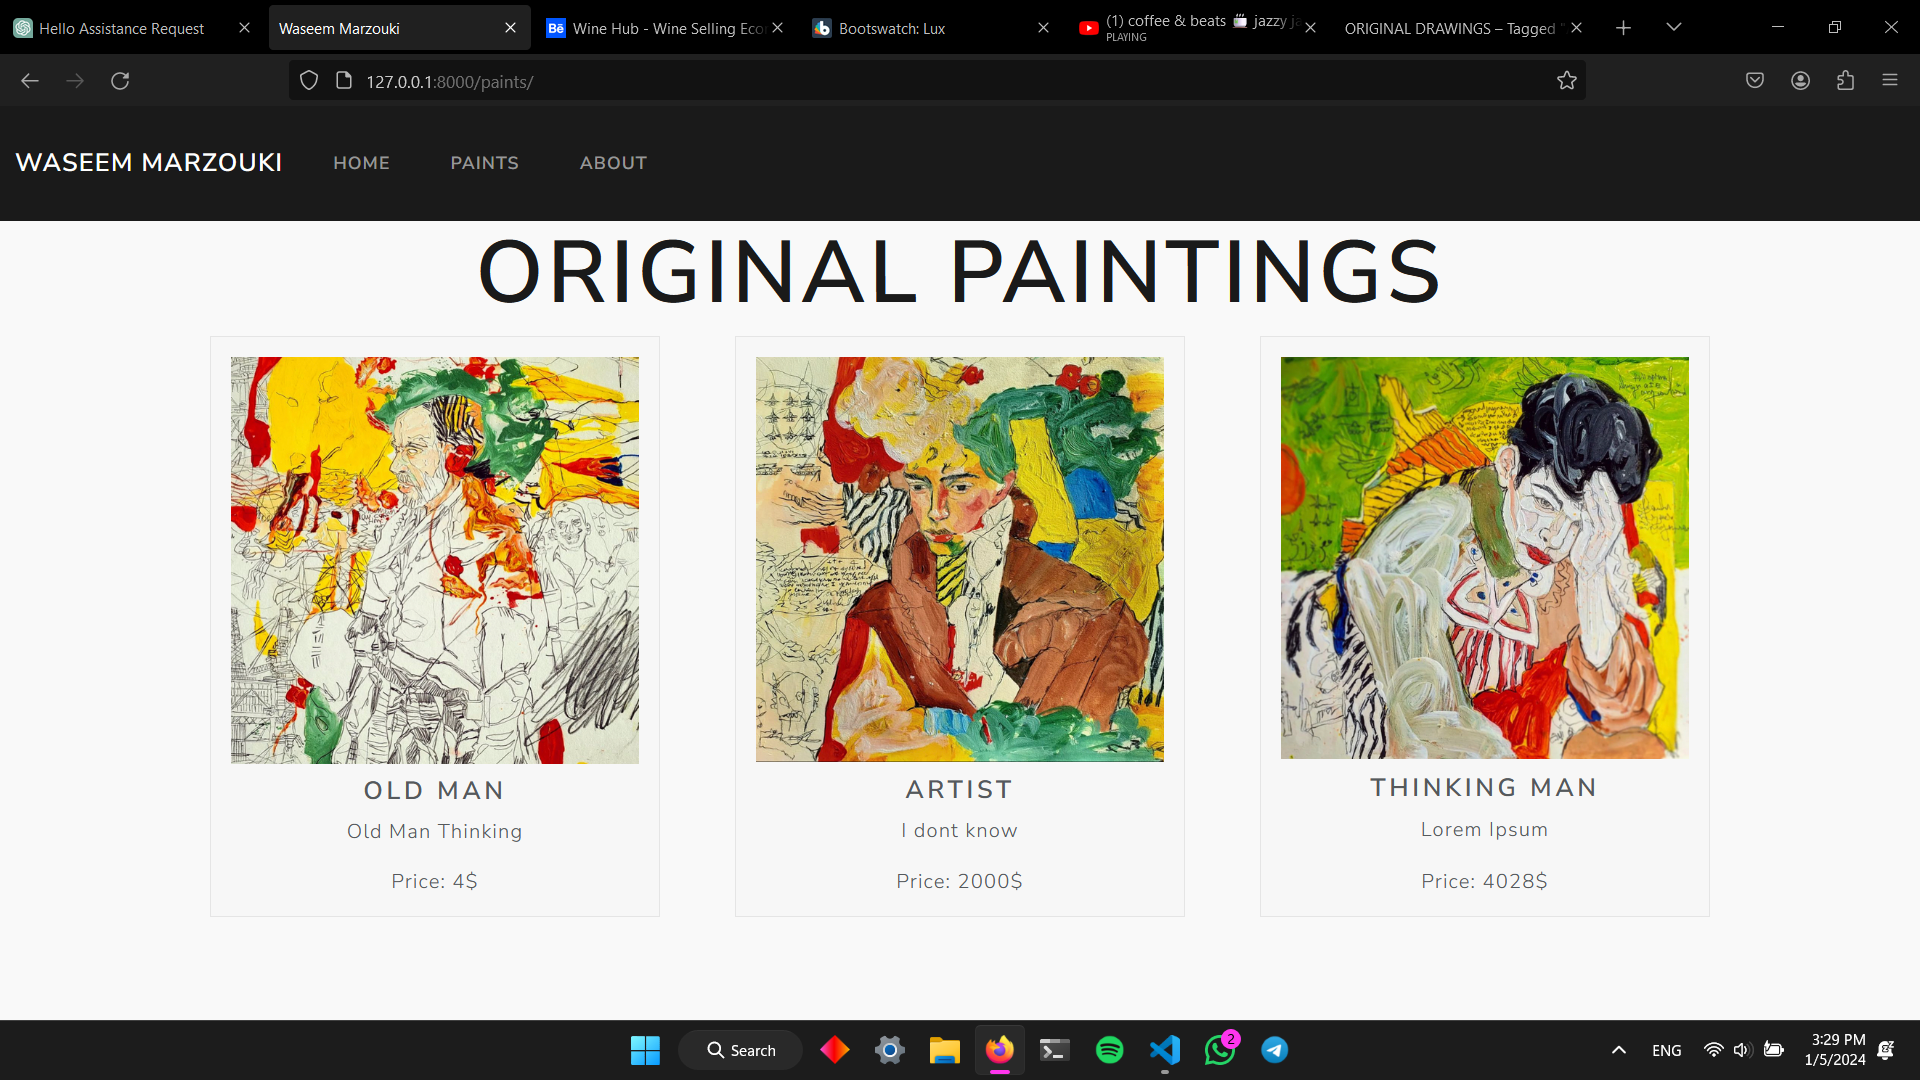 Hello Assistance Request
Waseem Marzouki
Bē Wine Hub - Wine Selling Eco
Bootswatch: Lux
(1) coffee & beats ☕ jazzy ja
PLAYING
ORIGINAL DRAWINGS – Tagged "
127.0.0.1:8000/paints/
WASEEM MARZOUKI
HOME
PAINTS
ABOUT
ORIGINAL PAINTINGS
OLD MAN
Old Man Thinking
Price: 4$
ARTIST
I dont know
Price: 2000$
THINKING MAN
Lorem Ipsum
Price: 4028$
Search
2
ENG
3:29 PM
1/5/2024